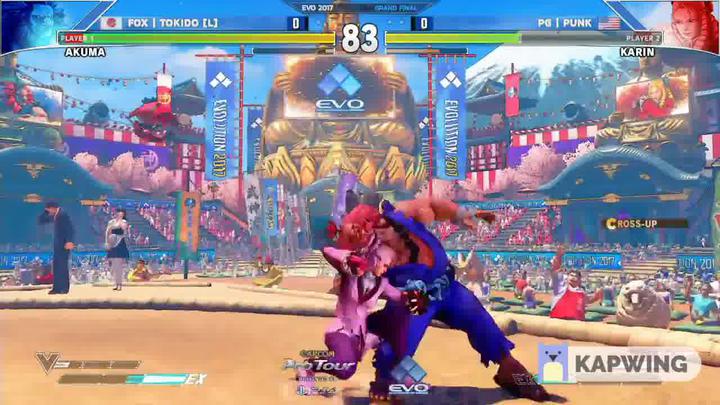 EVO 2017 GRAND FINAL
FOX | TOKIDO [L] 0 0 PG | PUNK
PLAYER 1 83 PLAYER 2
AKUMA KARIN
EVO
EVOLUTION 2017
EVOLUTION 2017
CROSS-UP
V
EX
CAPCOM
Pro Tour
EVO
KAPWING